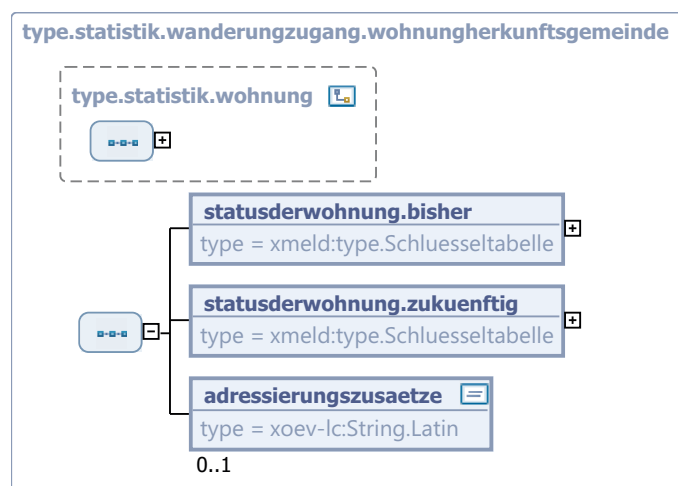 type.statistik.wanderungzugang.wohnungherkunftsgemeinde
type.statistik.wohnung
statusderwohnung.bisher
type = xmeld:type.Schluesseltabelle
statusderwohnung.zukuenftig
type = xmeld:type.Schluesseltabelle
adressierungszusaetze
type = xoev-lc:String.Latin
0..1